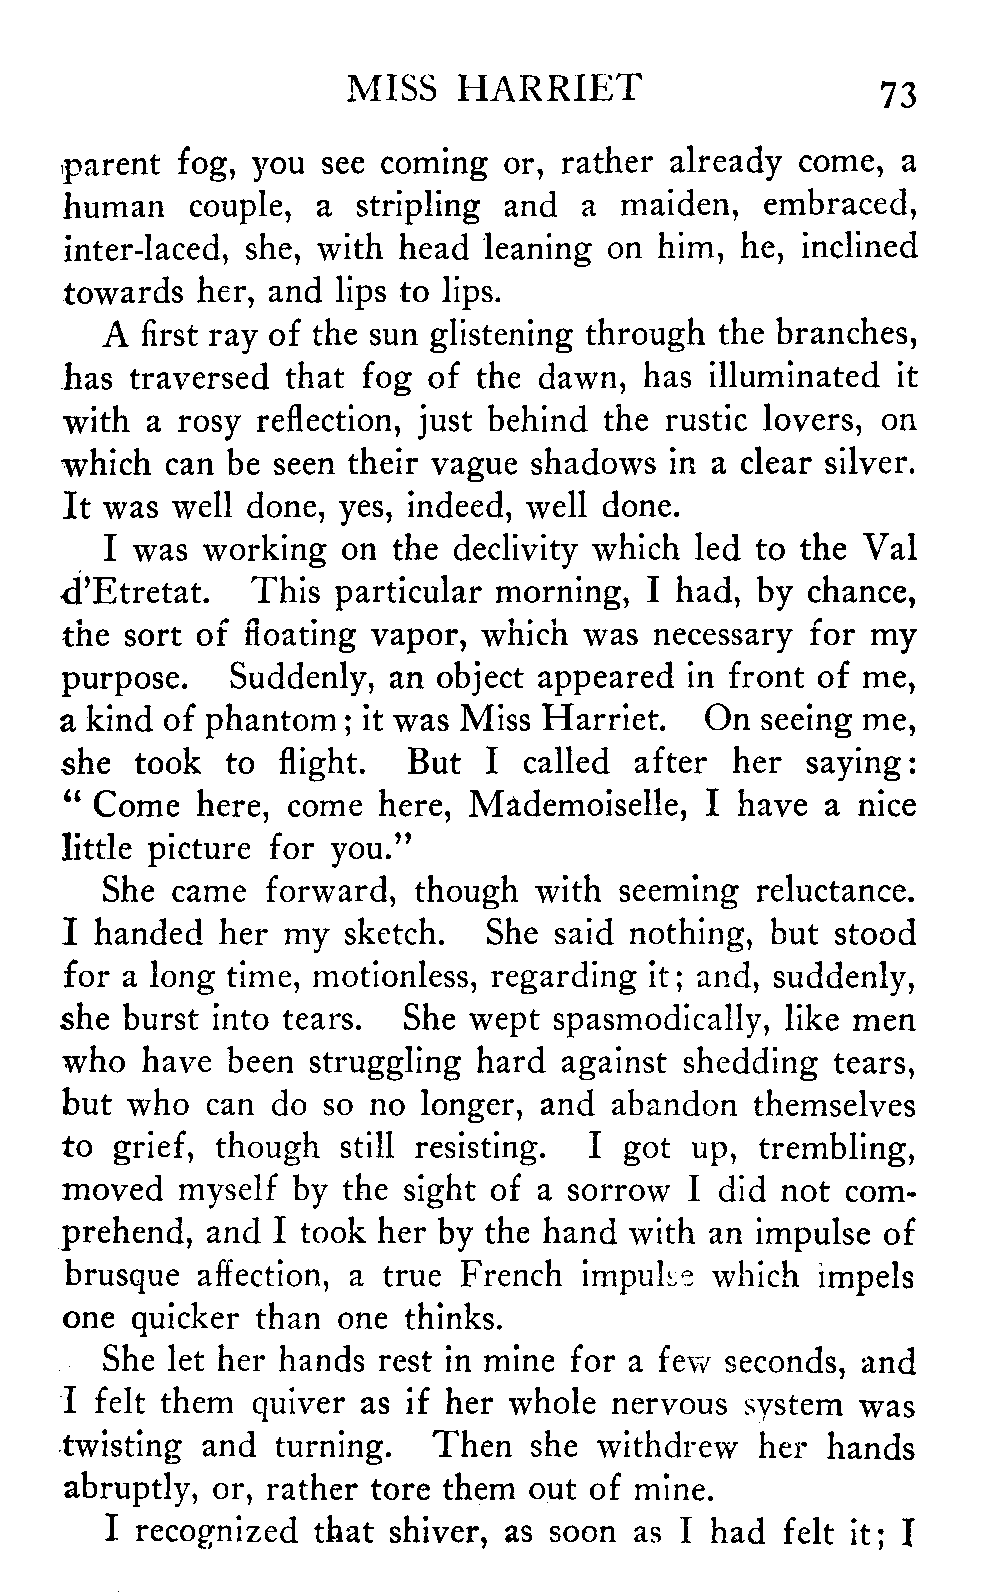 MISS HARRIET 73
parent fog, you see coming or, rather already come, a
human couple, a stripling and a maiden, embraced,
inter-laced, she, with head leaning on him, he, inclined
towards her, and lips to lips.
A first ray of the sun glistening through the branches,
has traversed that fog of the dawn, has illuminated it
with a rosy reflection, just behind the rustic lovers, on
which can be seen their vague shadows in a clear silver.
It was well done, yes, indeed, well done.
I was working on the declivity which led to the Val
d'Etretat. This particular morning, I had, by chance,
the sort of floating vapor, which was necessary for my
purpose. Suddenly, an object appeared in front of me,
a kind of phantom; it was Miss Harriet. On seeing me,
she took to flight. But I called after her saying:
“ Come here, come here, Mademoiselle, I have a nice
little picture for you.”
She came forward, though with seeming reluctance.
I handed her my sketch. She said nothing, but stood
for a long time, motionless, regarding it; and, suddenly,
she burst into tears. She wept spasmodically, like men
who have been struggling hard against shedding tears,
but who can do so no longer, and abandon themselves
to grief, though still resisting. I got up, trembling,
moved myself by the sight of a sorrow I did not com-
prehend, and I took her by the hand with an impulse of
brusque affection, a true French impulse which impels
one quicker than one thinks.
She let her hands rest in mine for a few seconds, and
I felt them quiver as if her whole nervous system was
twisting and turning. Then she withdrew her hands
abruptly, or, rather tore them out of mine.
I recognized that shiver, as soon as I had felt it; I